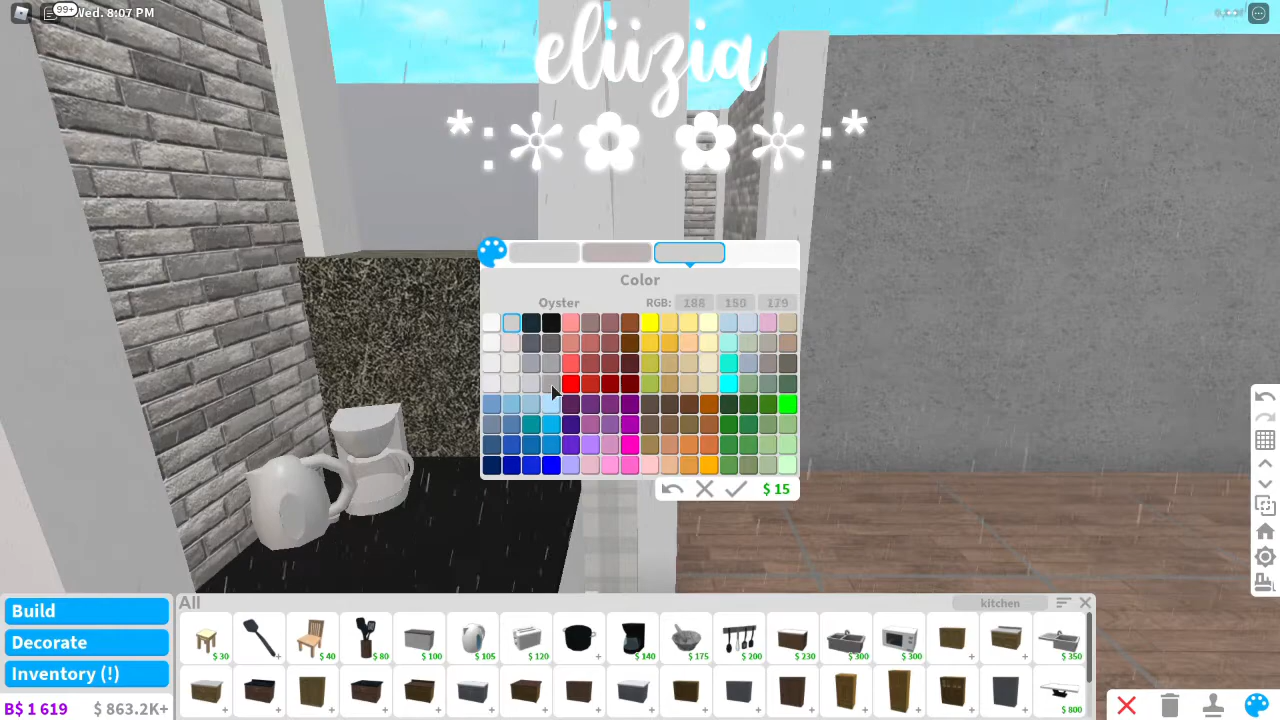 99+
Wed. 8:07 PM
eliizia
*:✼✿ ✿✼:*
Color
Oyster RGB: 188 150 179
$ 15
Build
Decorate
Inventory (!)
B$ 1 619 $ 863.2K+
All kitchen
$ 30 + $ 40 $ 80 $ 100 $ 105 $ 120 + $ 140 $ 175 $ 200 $ 230 $ 300 $ 300 + + $ 350
+ + + + + + + + + + + + + + + + $ 800